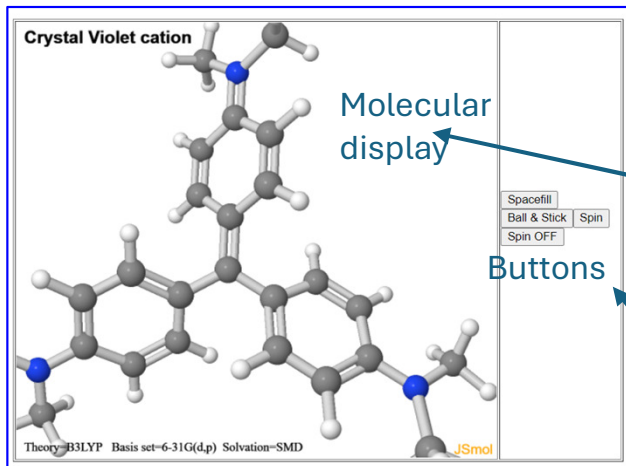 Crystal Violet cation
Molecular
display
Spacefill
Ball & Stick Spin
Spin OFF
Buttons
Theory=B3LYP Basis set=6-31G(d,p) Solvation=SMD
JSmol